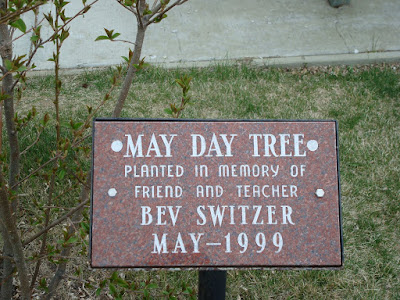 MAY DAY TREE
PLANTED IN MEMORY OF
FRIEND AND TEACHER
BEV SWITZER
MAY-1999